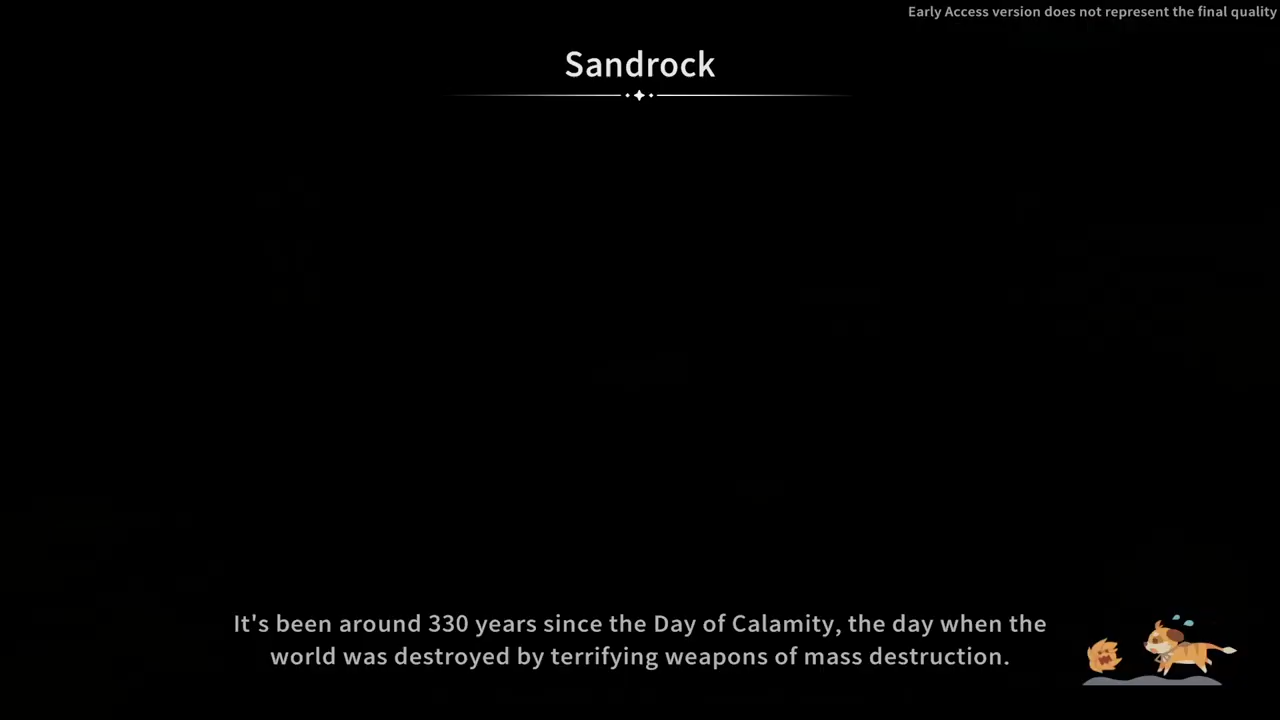 Early Access version does not represent the final quality
Sandrock
It's been around 330 years since the Day of Calamity, the day when the
world was destroyed by terrifying weapons of mass destruction.